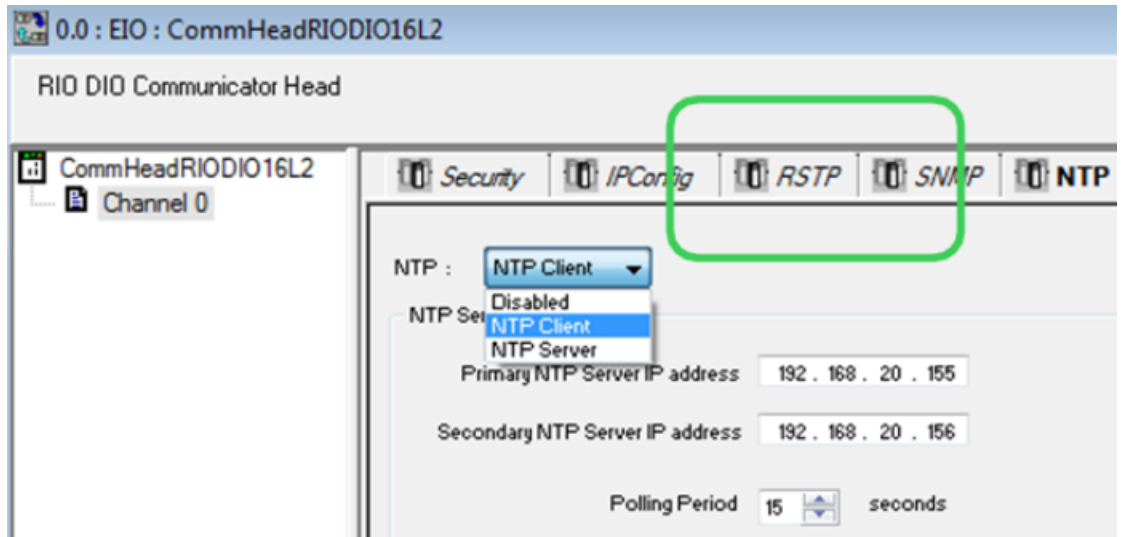 0.0 : EIO : CommHeadRIODIO16L2
RIO DIO Communicator Head
CommHeadRIODIO16L2
Channel 0
Security IPConfig RSTP SNMP NTP
NTP : NTP Client
Disabled
NTP Client
NTP Server
NTP Ser
Primary NTP Server IP address 192 . 168 . 20 . 155
Secondary NTP Server IP address 192 . 168 . 20 . 156
Polling Period 15 seconds